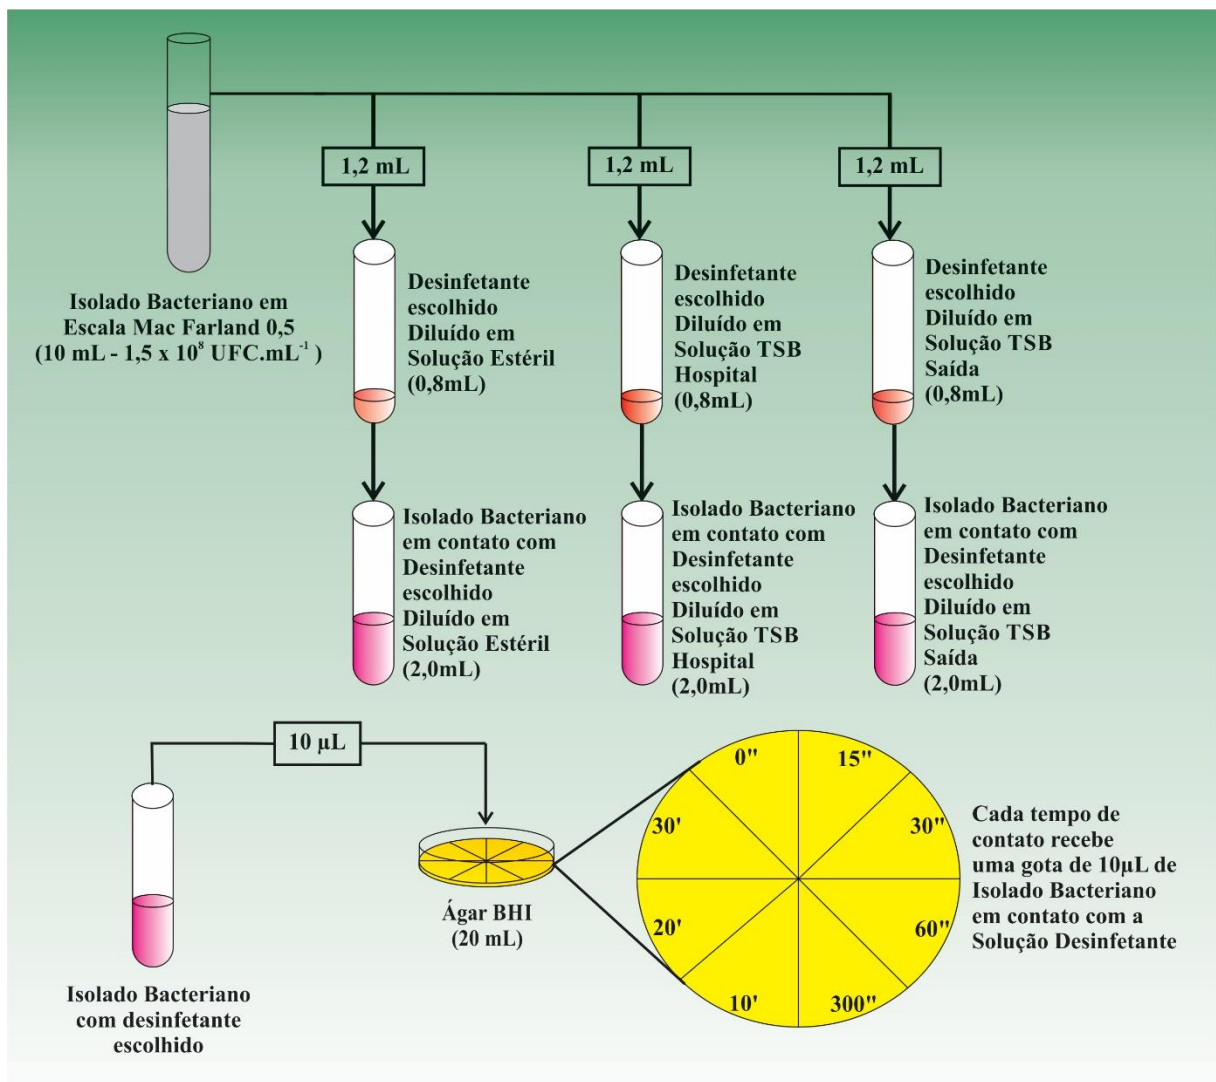 1,2 mL
1,2 mL
1,2 mL
Isolado Bacteriano em
Escala Mac Farland 0,5
(10 mL - 1,5 x 10⁸ UFC.mL⁻¹ )
Desinfetante
escolhido
Diluído em
Solução Estéril
(0,8mL)
Desinfetante
escolhido
Diluído em
Solução TSB
Hospital
(0,8mL)
Desinfetante
escolhido
Diluído em
Solução TSB
Saída
(0,8mL)
Isolado Bacteriano
em contato com
Desinfetante
escolhido
Diluído em
Solução Estéril
(2,0mL)
Isolado Bacteriano
em contato com
Desinfetante
escolhido
Diluído em
Solução TSB
Hospital
(2,0mL)
Isolado Bacteriano
em contato com
Desinfetante
escolhido
Diluído em
Solução TSB
Saída
(2,0mL)
10 µL
Isolado Bacteriano
com desinfetante
escolhido
Ágar BHI
(20 mL)
0"
15"
30"
60"
300"
10'
20'
30'
Cada tempo de
contato recebe
uma gota de 10µL de
Isolado Bacteriano
em contato com a
Solução Desinfetante